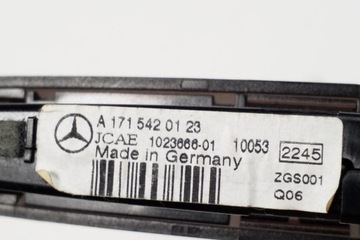 A 171 542 01 23
JCAE 1023666-01 10053 2245
Made in Germany
ZGS001
Q06